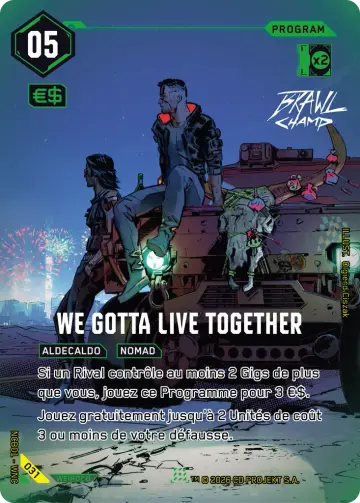 05
PROGRAM
€$
x2
BRAWL
CHAMP
WE GOTTA LIVE TOGETHER
ALDECALDO
NOMAD
Si un Rival contrôle au moins 2 Gigs de plus
que vous, jouez ce Programme pour 3 €$.
Jouez gratuitement jusqu'à 2 Unités de coût
3 ou moins de votre défausse.
031
™ © 2026 CD PROJEKT S.A.